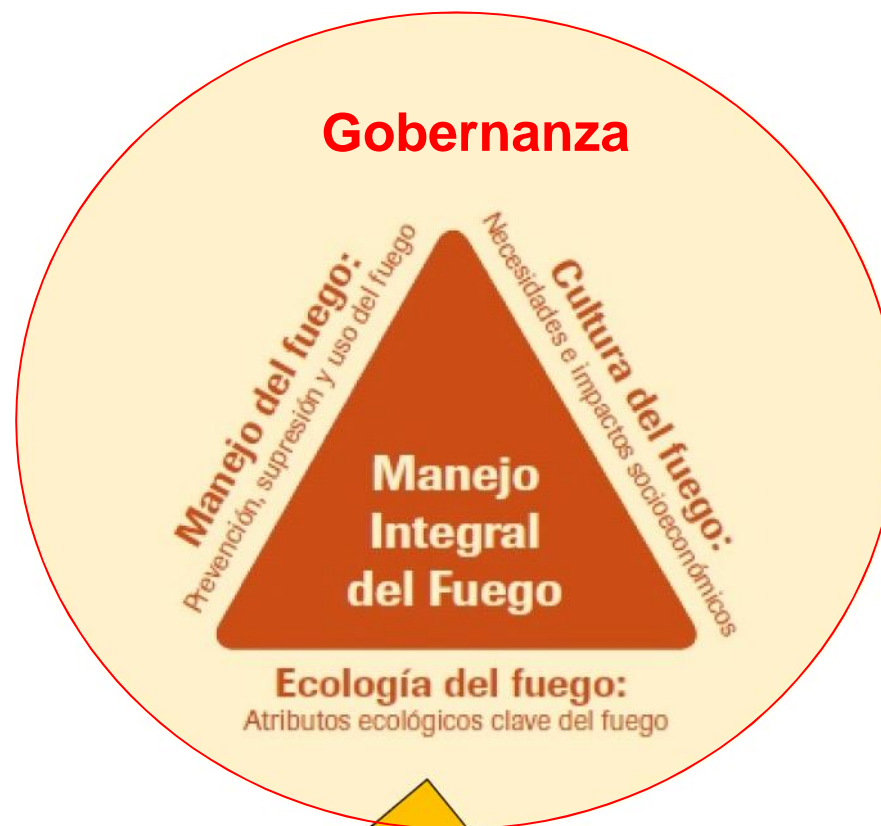 Gobernanza
Manejo del fuego:
Prevención, supresión y uso del fuego
Cultura del fuego:
Necesidades e impactos socioeconómicos
Manejo
Integral
del Fuego
Ecología del fuego:
Atributos ecológicos clave del fuego